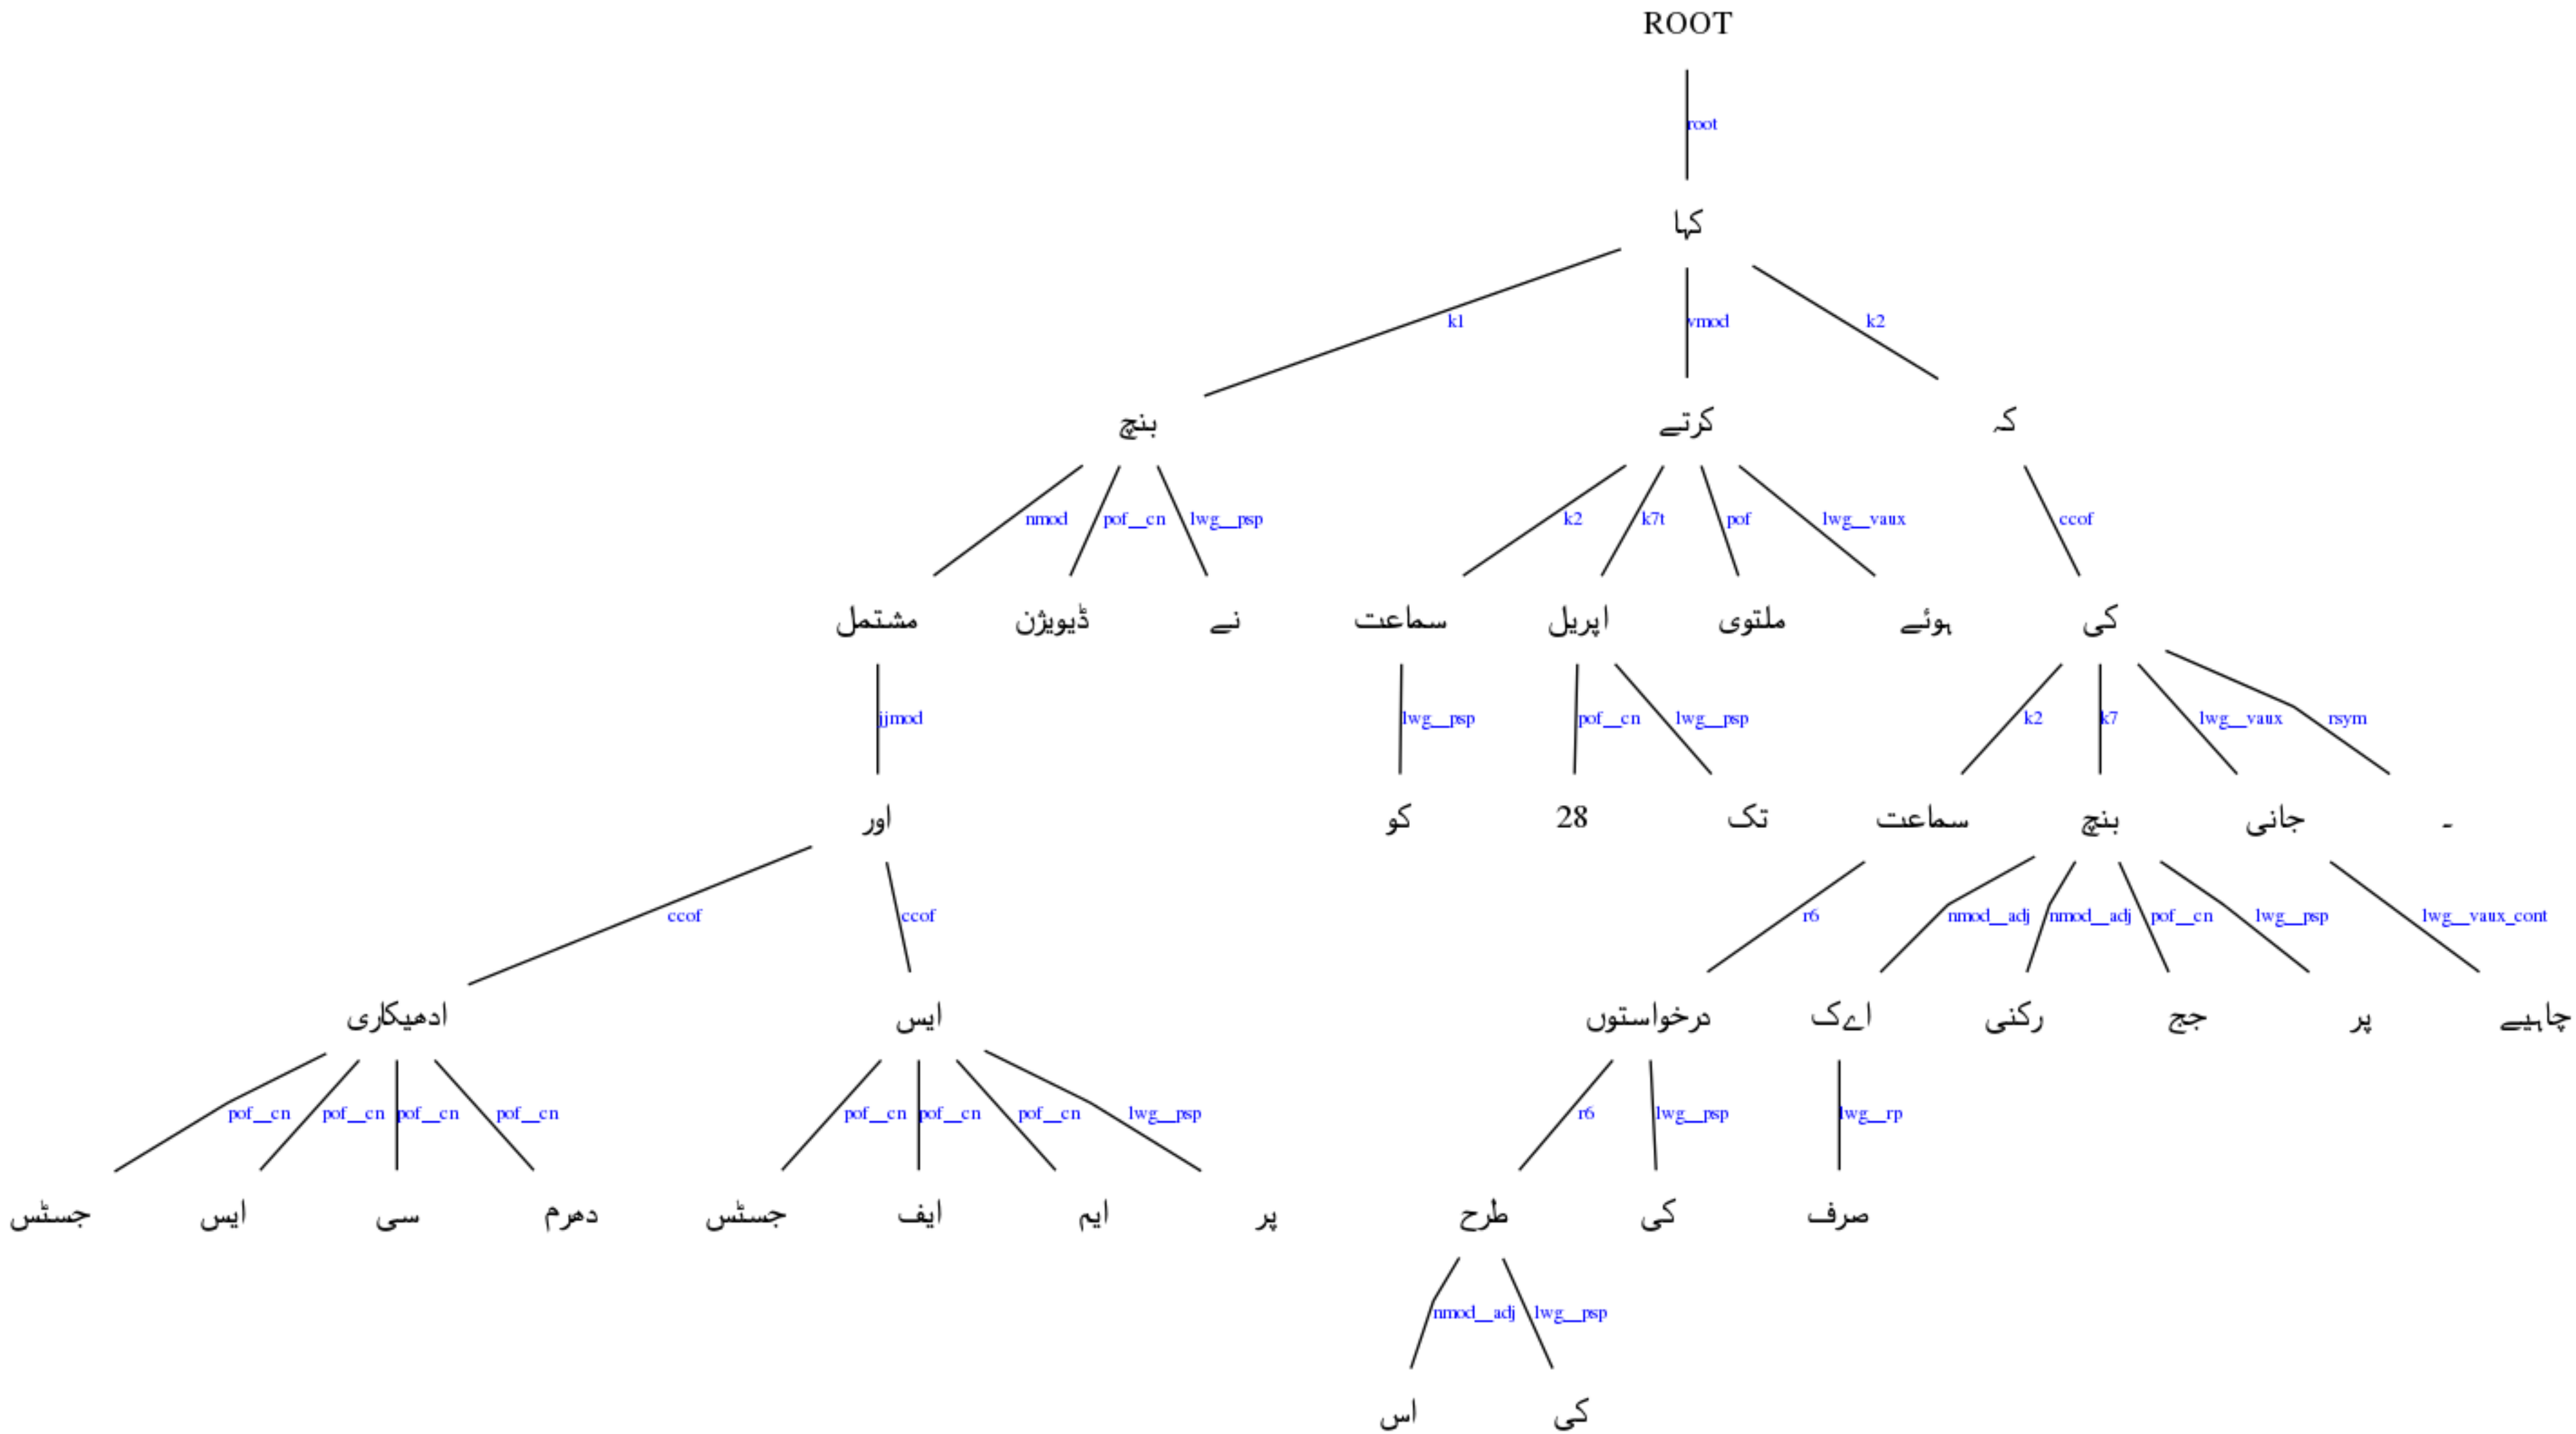 ROOT
root
کہا
k1 vmod k2
بنچ کرتے کہ
nmod pof__cn lwg__psp k2 k7t pof lwg__vaux ccof
مشتمل ڈیویژن نے سماعت اپریل ملتوی ہوئے کی
jjmod lwg__psp pof__cn lwg__psp k2 k7 lwg__vaux rsym
اور کو 28 تک سماعت بنچ جانی ۔
ccof ccof r6 nmod__adj nmod__adj pof__cn lwg__psp lwg__vaux_cont
ادھیکاری ایس درخواستوں اےک رکنی جج پر چاہیے
pof__cn pof__cn pof__cn pof__cn pof__cn pof__cn pof__cn lwg__psp r6 lwg__psp lwg__rp
جسٹس ایس سی دھرم جسٹس ایف ایم پر طرح کی صرف
nmod__adj lwg__psp
اس کی